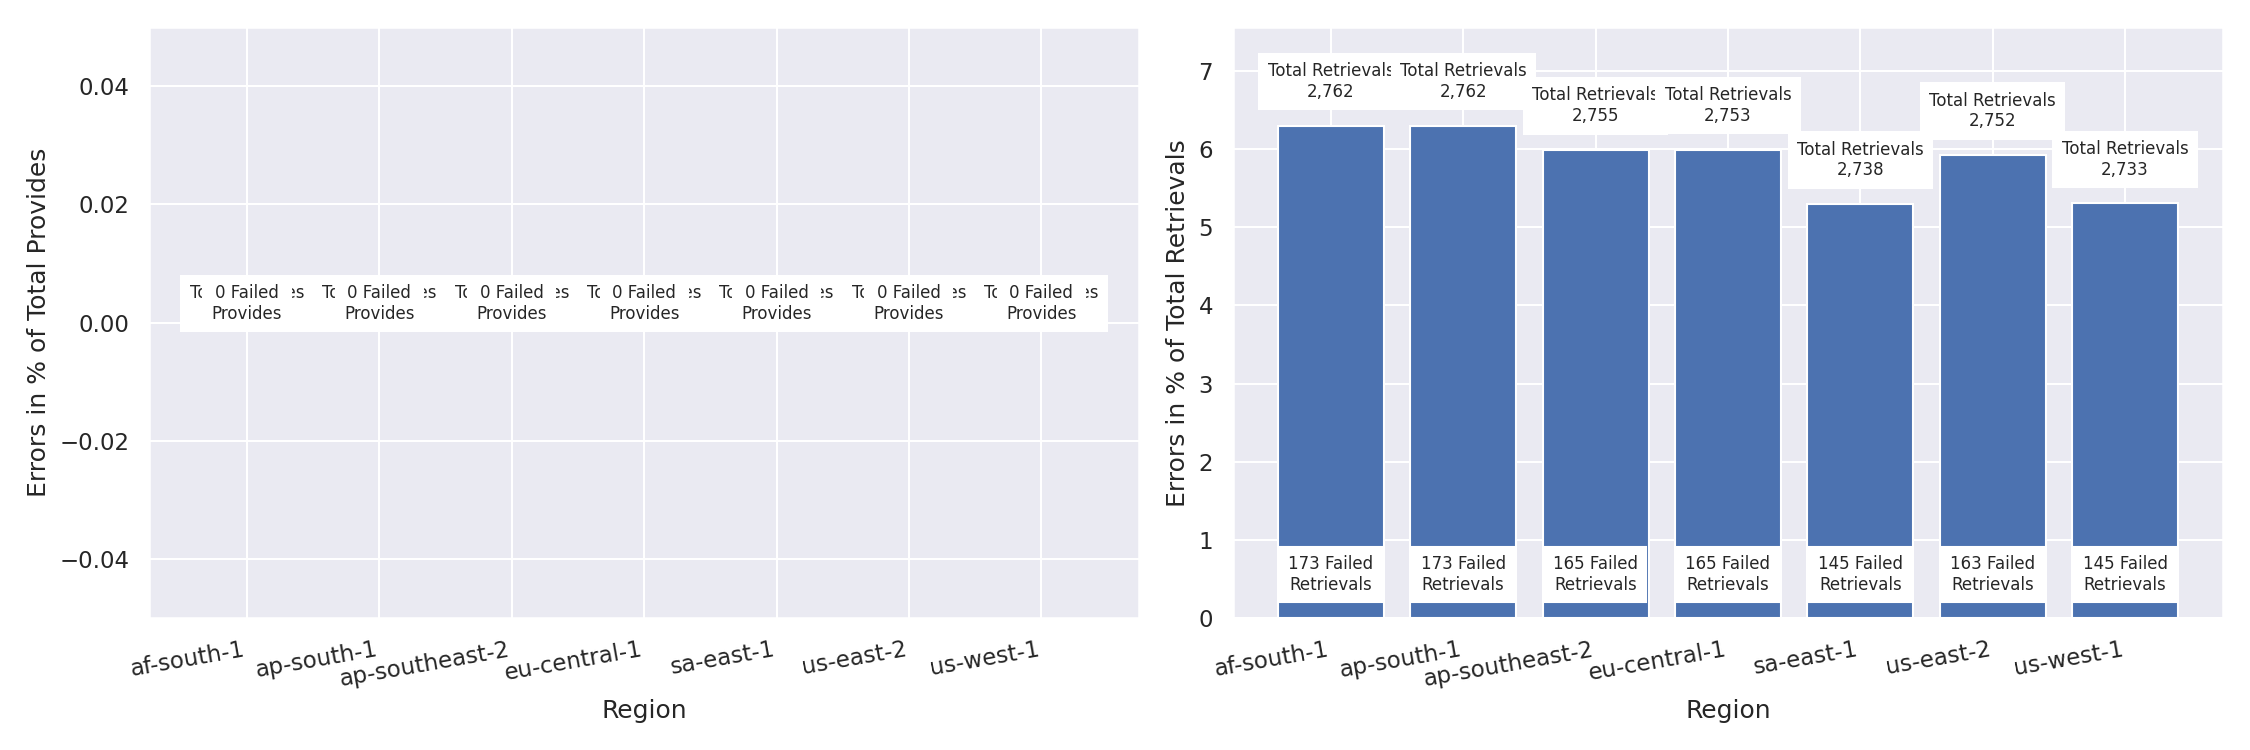 Errors in % of Total Provides
0.04
0.02
0.00
−0.02
−0.04
0 Failed
Provides
0 Failed
Provides
0 Failed
Provides
0 Failed
Provides
0 Failed
Provides
0 Failed
Provides
0 Failed
Provides
af-south-1
ap-south-1
ap-southeast-2
eu-central-1
sa-east-1
us-east-2
us-west-1
Region
Errors in % of Total Retrievals
7
6
5
4
3
2
1
0
Total Retrievals
2,762
Total Retrievals
2,762
Total Retrievals
2,755
Total Retrievals
2,753
Total Retrievals
2,738
Total Retrievals
2,752
Total Retrievals
2,733
173 Failed
Retrievals
173 Failed
Retrievals
165 Failed
Retrievals
165 Failed
Retrievals
145 Failed
Retrievals
163 Failed
Retrievals
145 Failed
Retrievals
af-south-1
ap-south-1
ap-southeast-2
eu-central-1
sa-east-1
us-east-2
us-west-1
Region